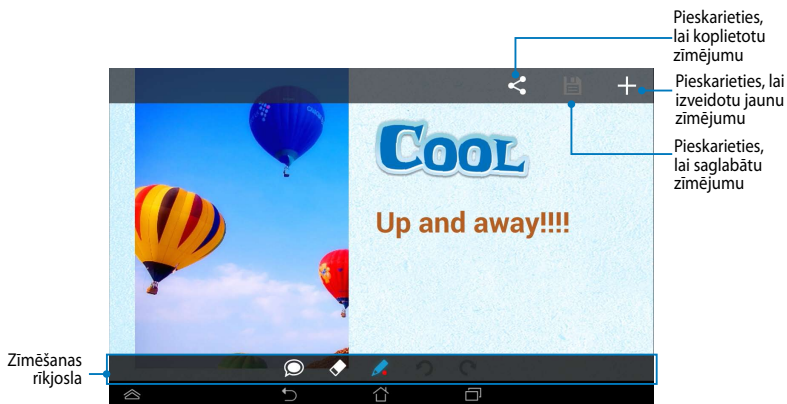 Pieskarieties,
lai koplietotu
zīmējumu
Pieskarieties, lai
izveidotu jaunu
zīmējumu
Pieskarieties,
lai saglabātu
zīmējumu
COOL
Up and away!!!!
Zīmēšanas
rīkjosla